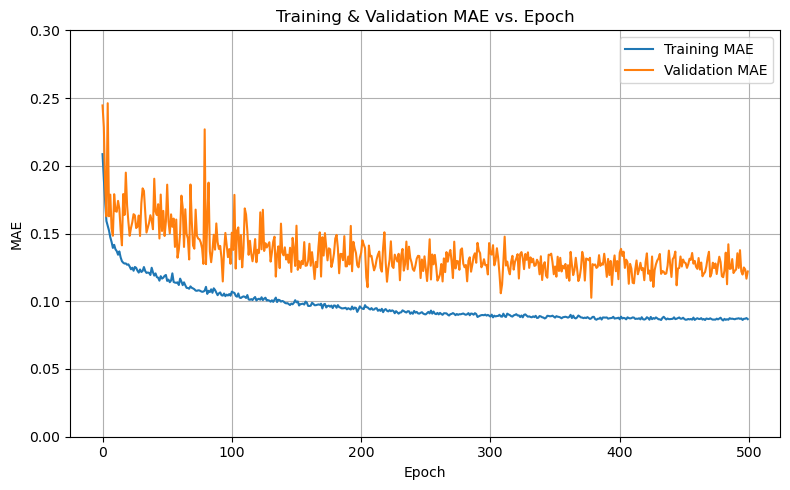 Training & Validation MAE vs. Epoch
0.30
Training MAE
Validation MAE
0.25
0.20
0.15
MAE
0.10
0.05
0.00
0 100 200 300 400 500
Epoch